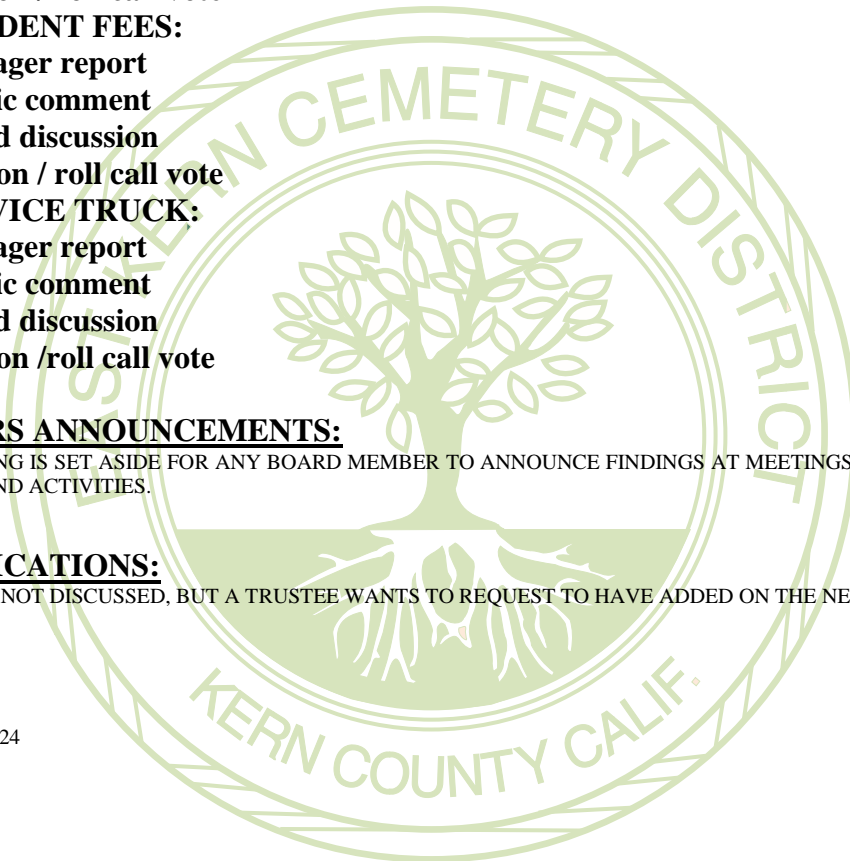 DENT FEES:
ager report
ic comment
d discussion
on / roll call vote
VICE TRUCK:
ager report
ic comment
d discussion
on /roll call vote
RS ANNOUNCEMENTS:
NG IS SET ASIDE FOR ANY BOARD MEMBER TO ANNOUNCE FINDINGS AT MEETINGS
ND ACTIVITIES.
ICATIONS:
NOT DISCUSSED, BUT A TRUSTEE WANTS TO REQUEST TO HAVE ADDED ON THE NE
24
EAST KERN CEMETERY DISTRICT
KERN COUNTY CALIF.